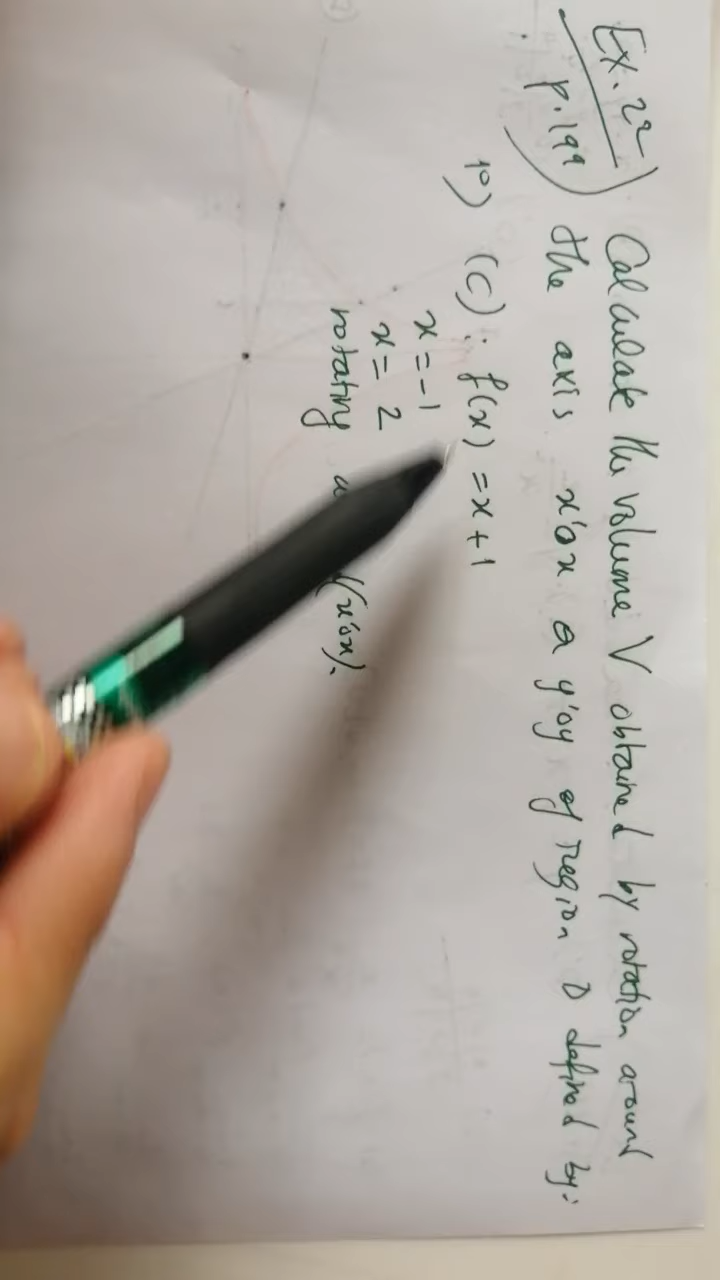 Ex. 22 p.199) Calculate the volume V obtained by rotation around
the axis x'ox a y'oy of region D defined by:
1°) (C): f(x) = x + 1
x = -1
x = 2
rotating (x'ox).